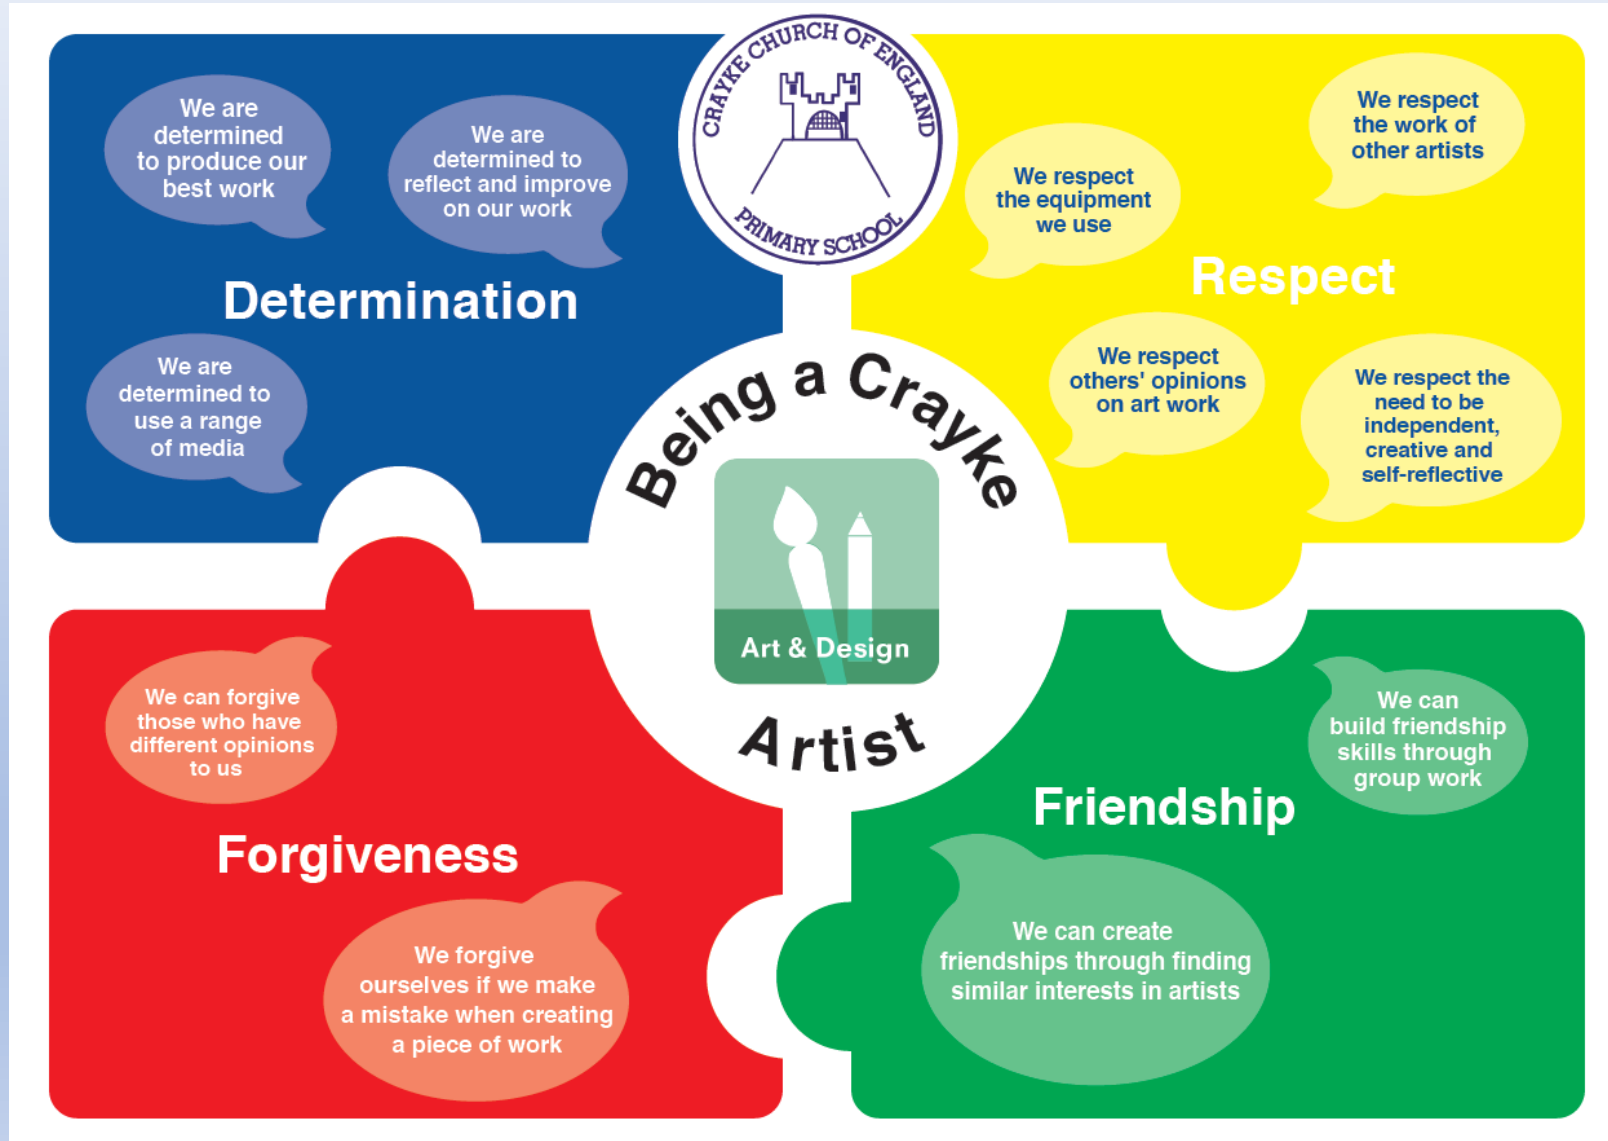 CRAYKE CHURCH OF ENGLAND
PRIMARY SCHOOL
We are
determined
to produce our
best work
We are
determined to
reflect and improve
on our work
Determination
We are
determined to
use a range
of media
We respect
the equipment
we use
We respect
the work of
other artists
Respect
We respect
others' opinions
on art work
We respect the
need to be
independent,
creative and
self-reflective
Being a Crayke
Art & Design
Artist
We can forgive
those who have
different opinions
to us
Forgiveness
We forgive
ourselves if we make
a mistake when creating
a piece of work
We can
build friendship
skills through
group work
Friendship
We can create
friendships through finding
similar interests in artists